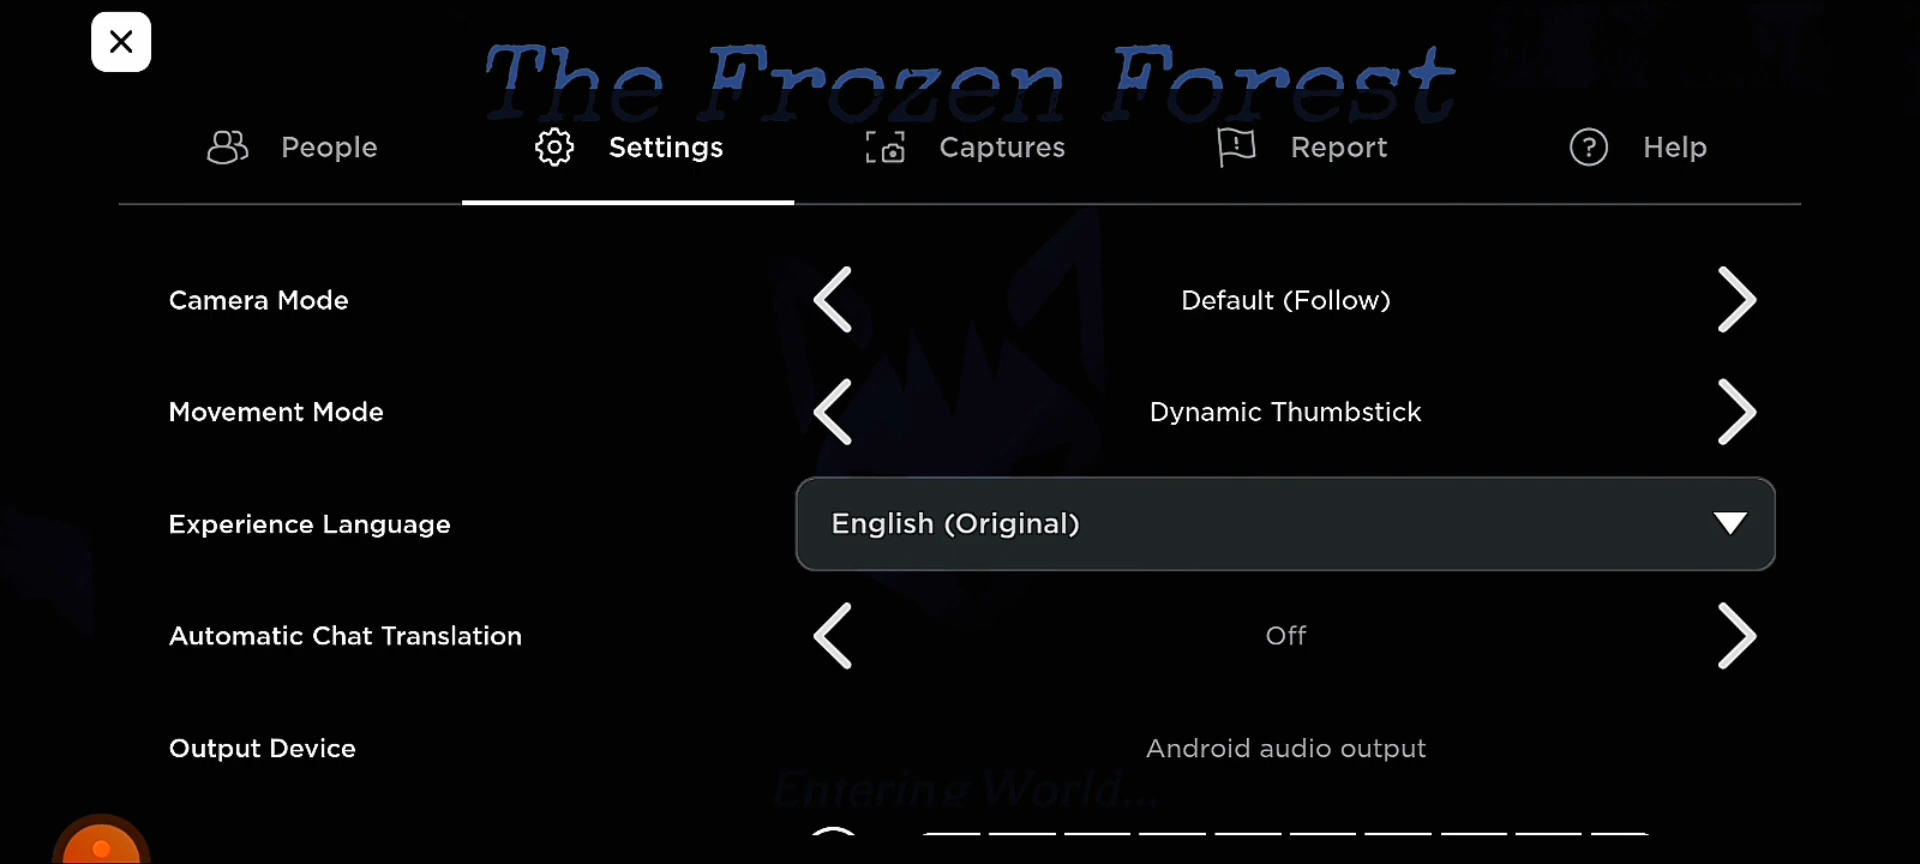 The Frozen Forest
People Settings Captures Report Help
Camera Mode Default (Follow)
Movement Mode Dynamic Thumbstick
Experience Language English (Original)
Automatic Chat Translation Off
Output Device Android audio output
Entering World...